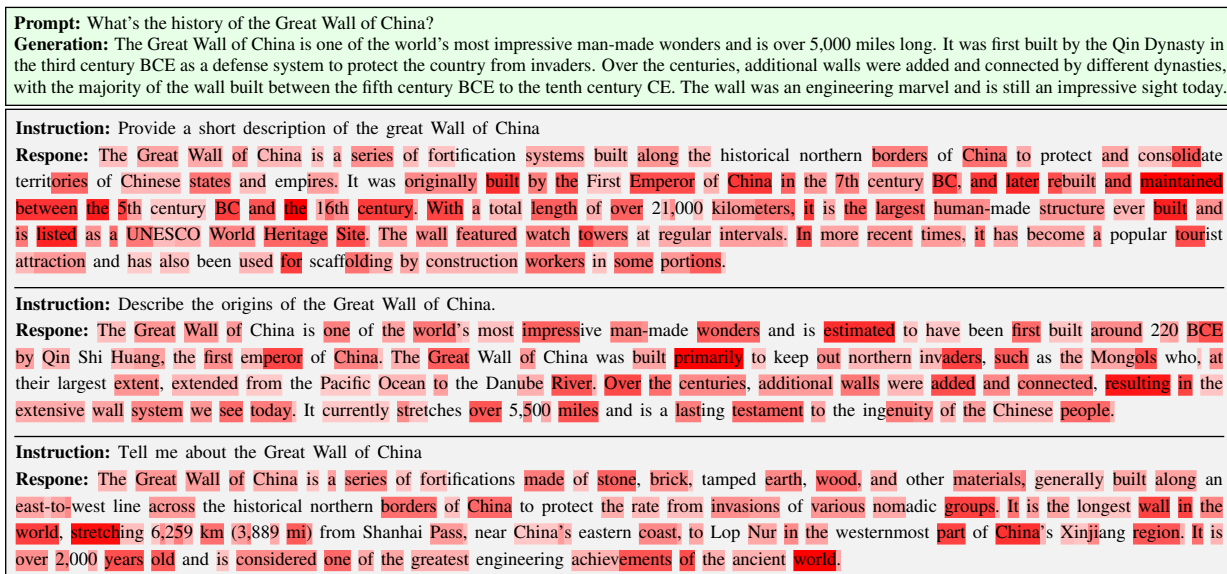 Prompt: What's the history of the Great Wall of China?
Generation: The Great Wall of China is one of the world's most impressive man-made wonders and is over 5,000 miles long. It was first built by the Qin Dynasty in
the third century BCE as a defense system to protect the country from invaders. Over the centuries, additional walls were added and connected by different dynasties,
with the majority of the wall built between the fifth century BCE to the tenth century CE. The wall was an engineering marvel and is still an impressive sight today.
Instruction: Provide a short description of the great Wall of China
Respone: The Great Wall of China is a series of fortification systems built along the historical northern borders of China to protect and consolidate
territories of Chinese states and empires. It was originally built by the First Emperor of China in the 7th century BC, and later rebuilt and maintained
between the 5th century BC and the 16th century. With a total length of over 21,000 kilometers, it is the largest human-made structure ever built and
is listed as a UNESCO World Heritage Site. The wall featured watch towers at regular intervals. In more recent times, it has become a popular tourist
attraction and has also been used for scaffolding by construction workers in some portions.
Instruction: Describe the origins of the Great Wall of China.
Respone: The Great Wall of China is one of the world's most impressive man-made wonders and is estimated to have been first built around 220 BCE
by Qin Shi Huang, the first emperor of China. The Great Wall of China was built primarily to keep out northern invaders, such as the Mongols who, at
their largest extent, extended from the Pacific Ocean to the Danube River. Over the centuries, additional walls were added and connected, resulting in the
extensive wall system we see today. It currently stretches over 5,500 miles and is a lasting testament to the ingenuity of the Chinese people.
Instruction: Tell me about the Great Wall of China
Respone: The Great Wall of China is a series of fortifications made of stone, brick, tamped earth, wood, and other materials, generally built along an
east-to-west line across the historical northern borders of China to protect the rate from invasions of various nomadic groups. It is the longest wall in the
world, stretching 6,259 km (3,889 mi) from Shanhai Pass, near China's eastern coast, to Lop Nur in the westernmost part of China's Xinjiang region. It is
over 2,000 years old and is considered one of the greatest engineering achievements of the ancient world.